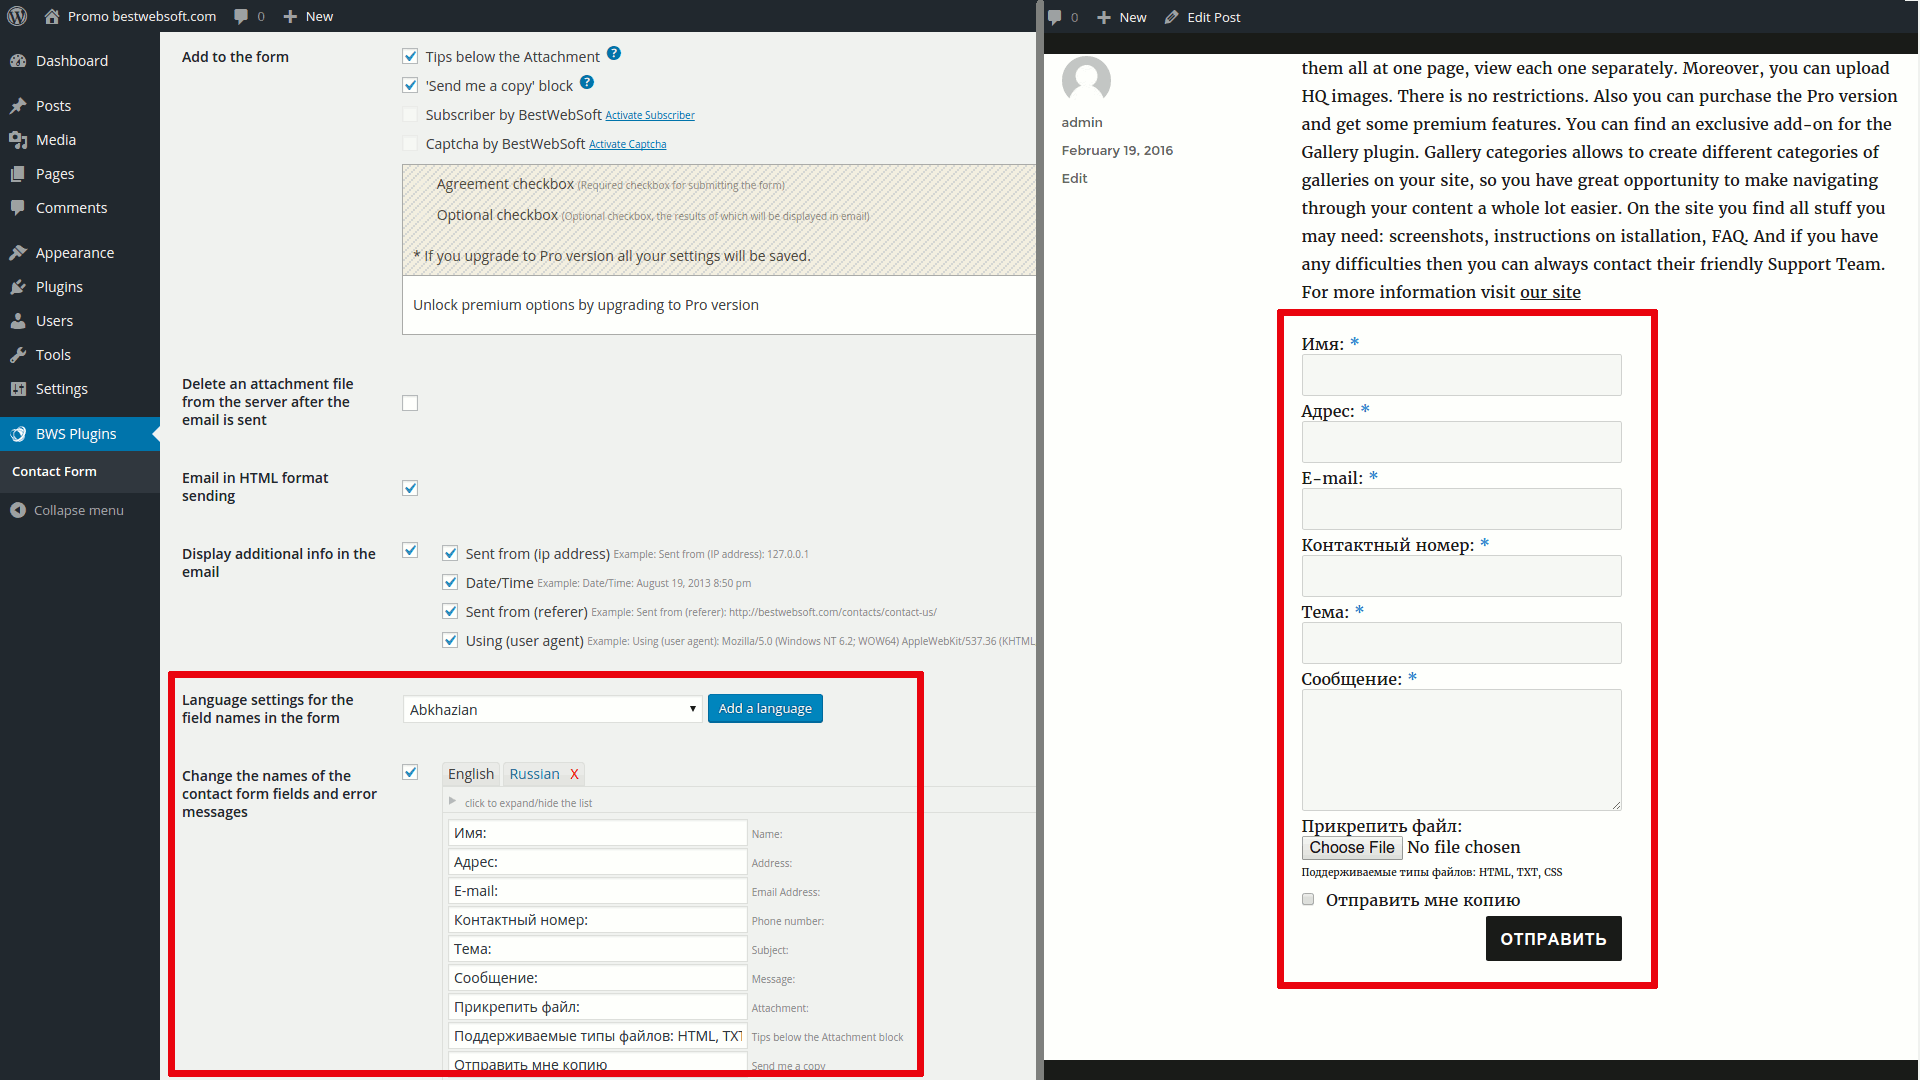 Promo bestwebsoft.com 0 New
Dashboard
Posts
Media
Pages
Comments
Appearance
Plugins
Users
Tools
Settings
BWS Plugins
Contact Form
Collapse menu
Add to the form
Tips below the Attachment ?
'Send me a copy' block ?
Subscriber by BestWebSoft Activate Subscriber
Captcha by BestWebSoft Activate Captcha
Agreement checkbox (Required checkbox for submitting the form)
Optional checkbox (Optional checkbox, the results of which will be displayed in email)
* If you upgrade to Pro version all your settings will be saved.
Unlock premium options by upgrading to Pro version
Delete an attachment file
from the server after the
email is sent
Email in HTML format
sending
Display additional info in the
email
Sent from (ip address) Example: Sent from (IP address): 127.0.0.1
Date/Time Example: Date/Time: August 19, 2013 8:50 pm
Sent from (referer) Example: Sent from (referer): http://bestwebsoft.com/contacts/contact-us/
Using (user agent) Example: Using (user agent): Mozilla/5.0 (Windows NT 6.2; WOW64) AppleWebKit/537.36 (KHTML
Language settings for the
field names in the form
Abkhazian
Add a language
Change the names of the
contact form fields and error
messages
English Russian X
click to expand/hide the list
Имя: Name:
Адрес: Address:
E-mail: Email Address:
Контактный номер: Phone number:
Тема: Subject:
Сообщение: Message:
Прикрепить файл: Attachment:
Поддерживаемые типы файлов: HTML, TXT Tips below the Attachment block
Отправить мне копию Send me a copy
0 New Edit Post
admin
February 19, 2016
Edit
them all at one page, view each one separately. Moreover, you can upload
HQ images. There is no restrictions. Also you can purchase the Pro version
and get some premium features. You can find an exclusive add-on for the
Gallery plugin. Gallery categories allows to create different categories of
galleries on your site, so you have great opportunity to make navigating
through your content a whole lot easier. On the site you find all stuff you
may need: screenshots, instructions on istallation, FAQ. And if you have
any difficulties then you can always contact their friendly Support Team.
For more information visit our site
Имя: *
Адрес: *
E-mail: *
Контактный номер: *
Тема: *
Сообщение: *
Прикрепить файл:
Choose File No file chosen
Поддерживаемые типы файлов: HTML, TXT, CSS
Отправить мне копию
ОТПРАВИТЬ